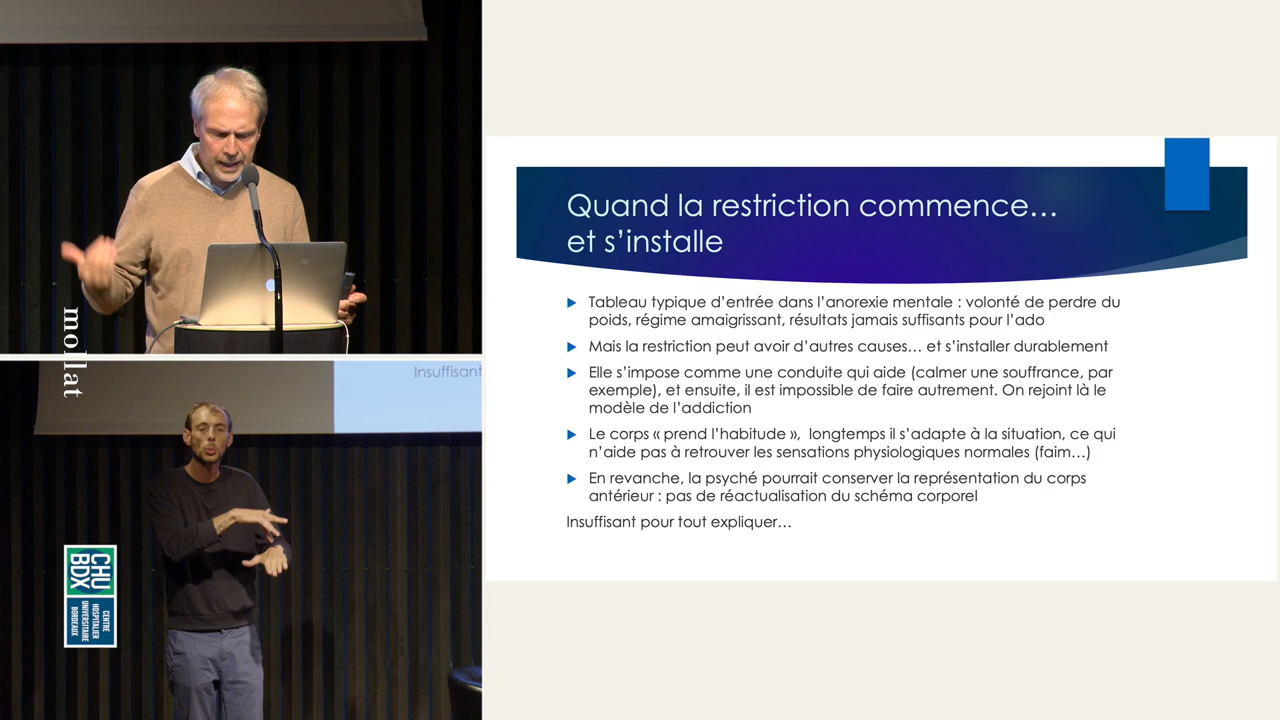 mollat
Insuffisant
CHU
BDX
CENTRE
HOSPITALIER
UNIVERSITAIRE
BORDEAUX
Quand la restriction commence…
et s’installe
Tableau typique d’entrée dans l’anorexie mentale : volonté de perdre du
poids, régime amaigrissant, résultats jamais suffisants pour l’ado
Mais la restriction peut avoir d’autres causes… et s’installer durablement
Elle s’impose comme une conduite qui aide (calmer une souffrance, par
exemple), et ensuite, il est impossible de faire autrement. On rejoint là le
modèle de l’addiction
Le corps « prend l’habitude », longtemps il s’adapte à la situation, ce qui
n’aide pas à retrouver les sensations physiologiques normales (faim…)
En revanche, la psyché pourrait conserver la représentation du corps
antérieur : pas de réactualisation du schéma corporel
Insuffisant pour tout expliquer…